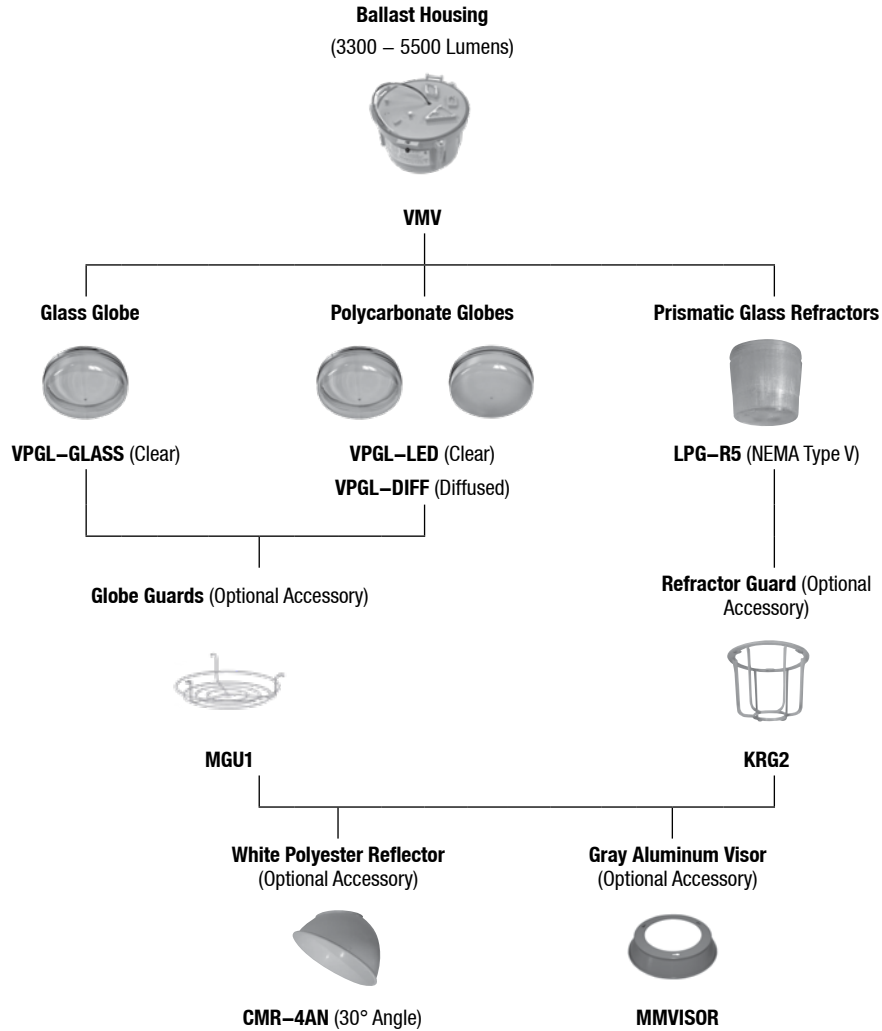 Ballast Housing
(3300 – 5500 Lumens)
VMV
Glass Globe
Polycarbonate Globes
Prismatic Glass Refractors
VPGL–GLASS (Clear)
VPGL–LED (Clear)
VPGL–DIFF (Diffused)
LPG–R5 (NEMA Type V)
Globe Guards (Optional Accessory)
Refractor Guard (Optional
Accessory)
MGU1
KRG2
White Polyester Reflector
(Optional Accessory)
Gray Aluminum Visor
(Optional Accessory)
CMR–4AN (30° Angle)
MMVISOR